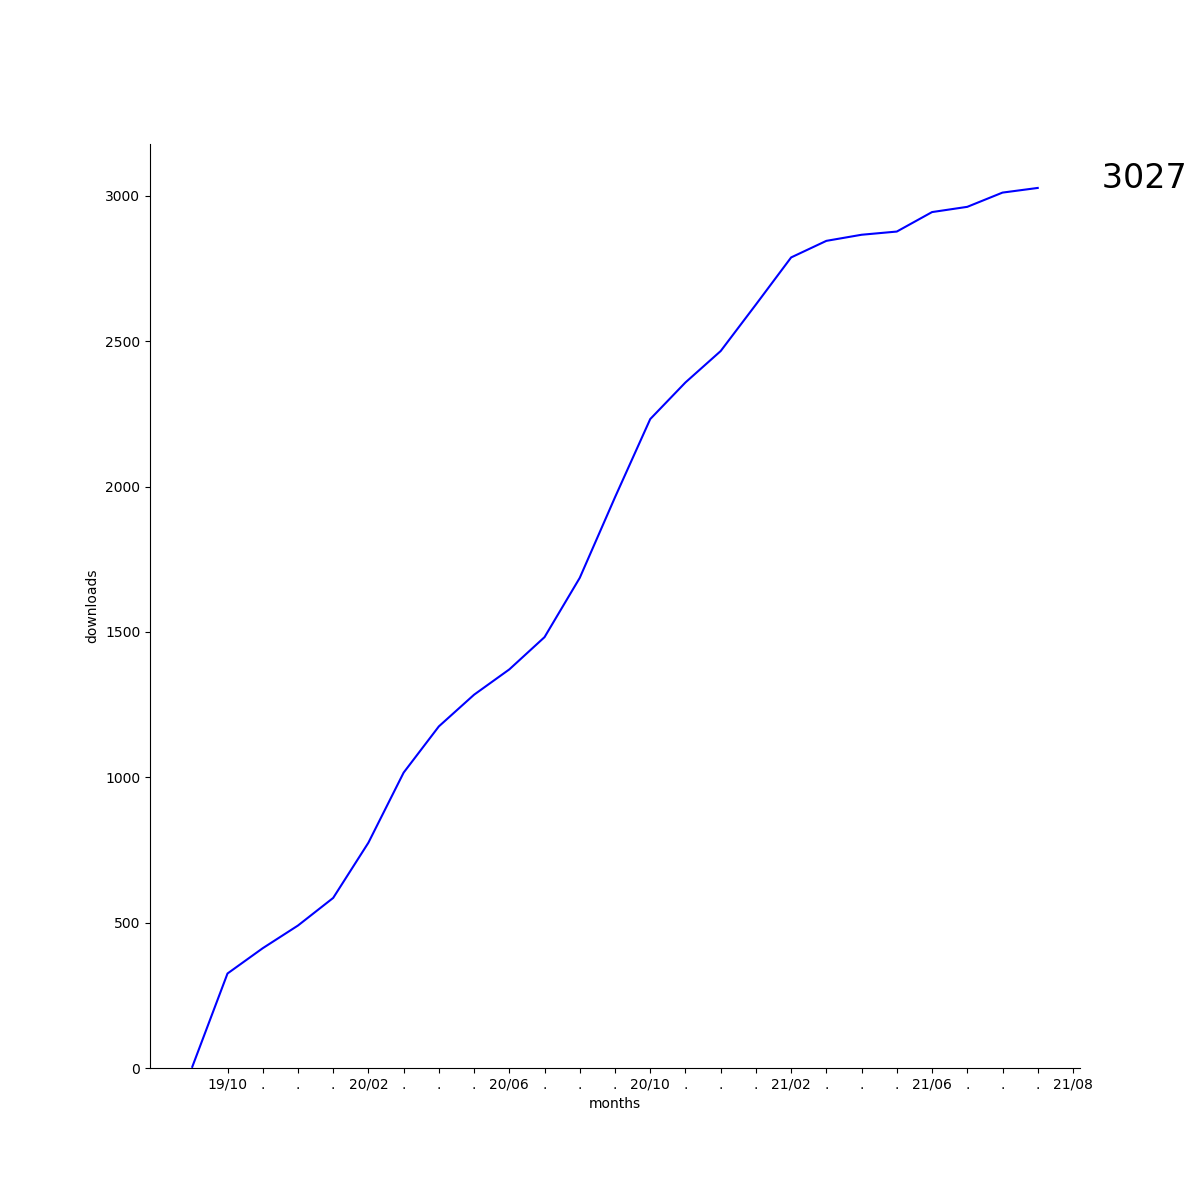 3027
3000
2500
2000
1500
1000
500
0
downloads
19/10 . . . 20/02 . . . 20/06 . . . 20/10 . . . 21/02 . . . 21/06 . . . 21/08
months